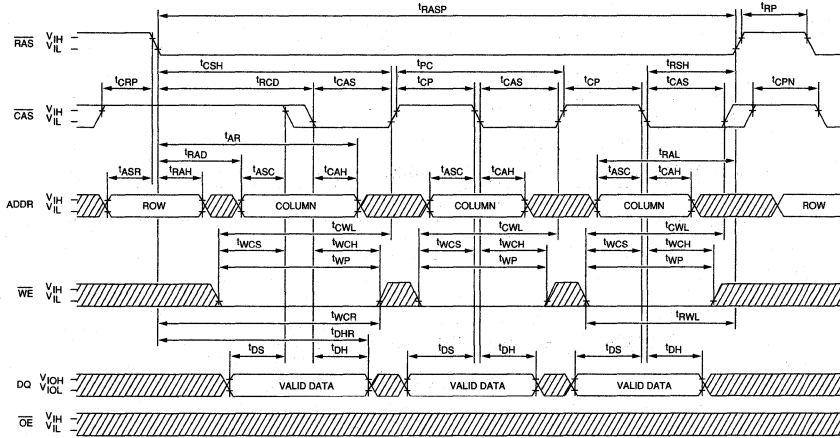 tRASP tRP
RAS VIH VIL
tCSH tPC tRSH
tCRP tRCD tCAS tCP tCAS tCP tCAS tCPN
CAS VIH VIL
tAR
tRAD tRAL
tASR tRAH tASC tCAH tASC tCAH tASC tCAH
ADDR VIH VIL ROW COLUMN COLUMN COLUMN ROW
tCWL tCWL tCWL
tWCS tWCH tWCS tWCH tWCS tWCH
tWP tWP tWP
WE VIH VIL
tWCR tRWL
tDHR
tDS tDH tDS tDH tDS tDH
DQ VIOH VIOL VALID DATA VALID DATA VALID DATA
OE VIH VIL